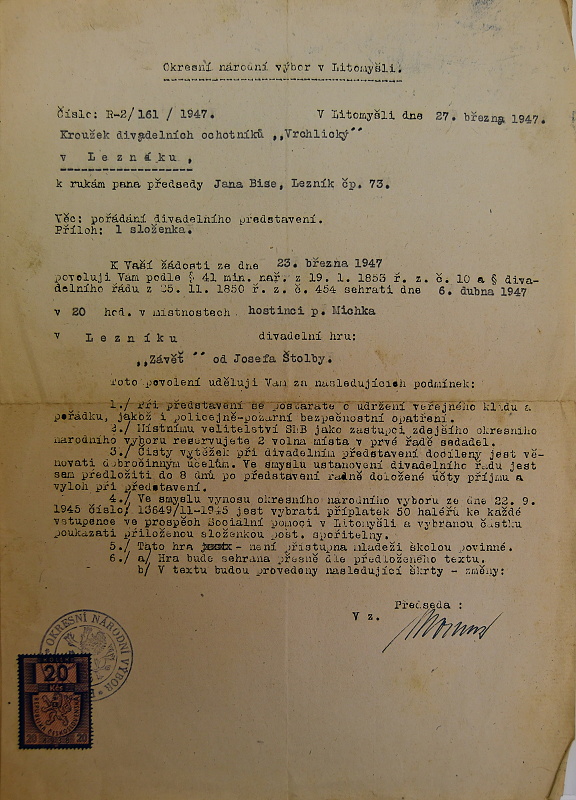 Okresní národní výbor v Litomyšli.
Číslo: R-2/161 / 1947. V Litomyšli dne 27. března 1947.
Kroužek divadelních ochotníků ,,Vrchlický´´
v Lezníku,
k rukám pana předsedy Jana Bise, Lezník čp. 73.
Věc: pořádání divadelního představení.
Příloh: 1 složenka.
K Vaší žádosti ze dne 23. března 1947
povoluji Vám podle § 41 min. nař. z 19. 1. 1853 ř. z. č. 10 a § diva-
delního řádu z 25. 11. 1850 ř. z. č. 454 sehrati dne 6. dubna 1947
v 20 hod. v místnostech hostinci p. Michka
v Lezníku divadelní hru:
,,Závěť´´ od Josefa Štolby.
Toto povolení uděluji Vám za následujících podmínek:
1./ Při představení se postaráte o udržení veřejného klidu a
pořádku, jakož i policejně-požární bezpečnostní opatření.
2./ Místnímu velitelství SNB jako zástupci zdejšího okresního
národního výboru reservujete 2 volná místa v prvé řadě sedadel.
3./ Čistý výtěžek při divadelním představení docílený jest vě-
novati dobročinným účelům. Ve smyslu ustanovení divadelního řádu jest
sem předložiti do 8 dnů po představení řádně doložené účty příjmů a
výloh při představení.
4./ Ve smyslu výnosu okresního národního výboru ze dne 22. 9.
1945 číslo: 13649/11-1945 jest vybrati příplatek 50 haléřů ke každé
vstupence ve prospěch Sociální pomoci v Litomyšli a vybranou částku
poukázati přiloženou složenkou pošt. spořitelny.
5./ Tato hra - není přístupna mládeži školou povinné.
6./ a/ Hra bude sehrána přesně dle předloženého textu.
b/ V textu budou provedeny následující škrty - změny:
Předseda :
V z.
OKRESNÍ NÁRODNÍ VÝBOR
20
Kčs
REPUBLIKA ČESKOSLOVENSKÁ
20 20